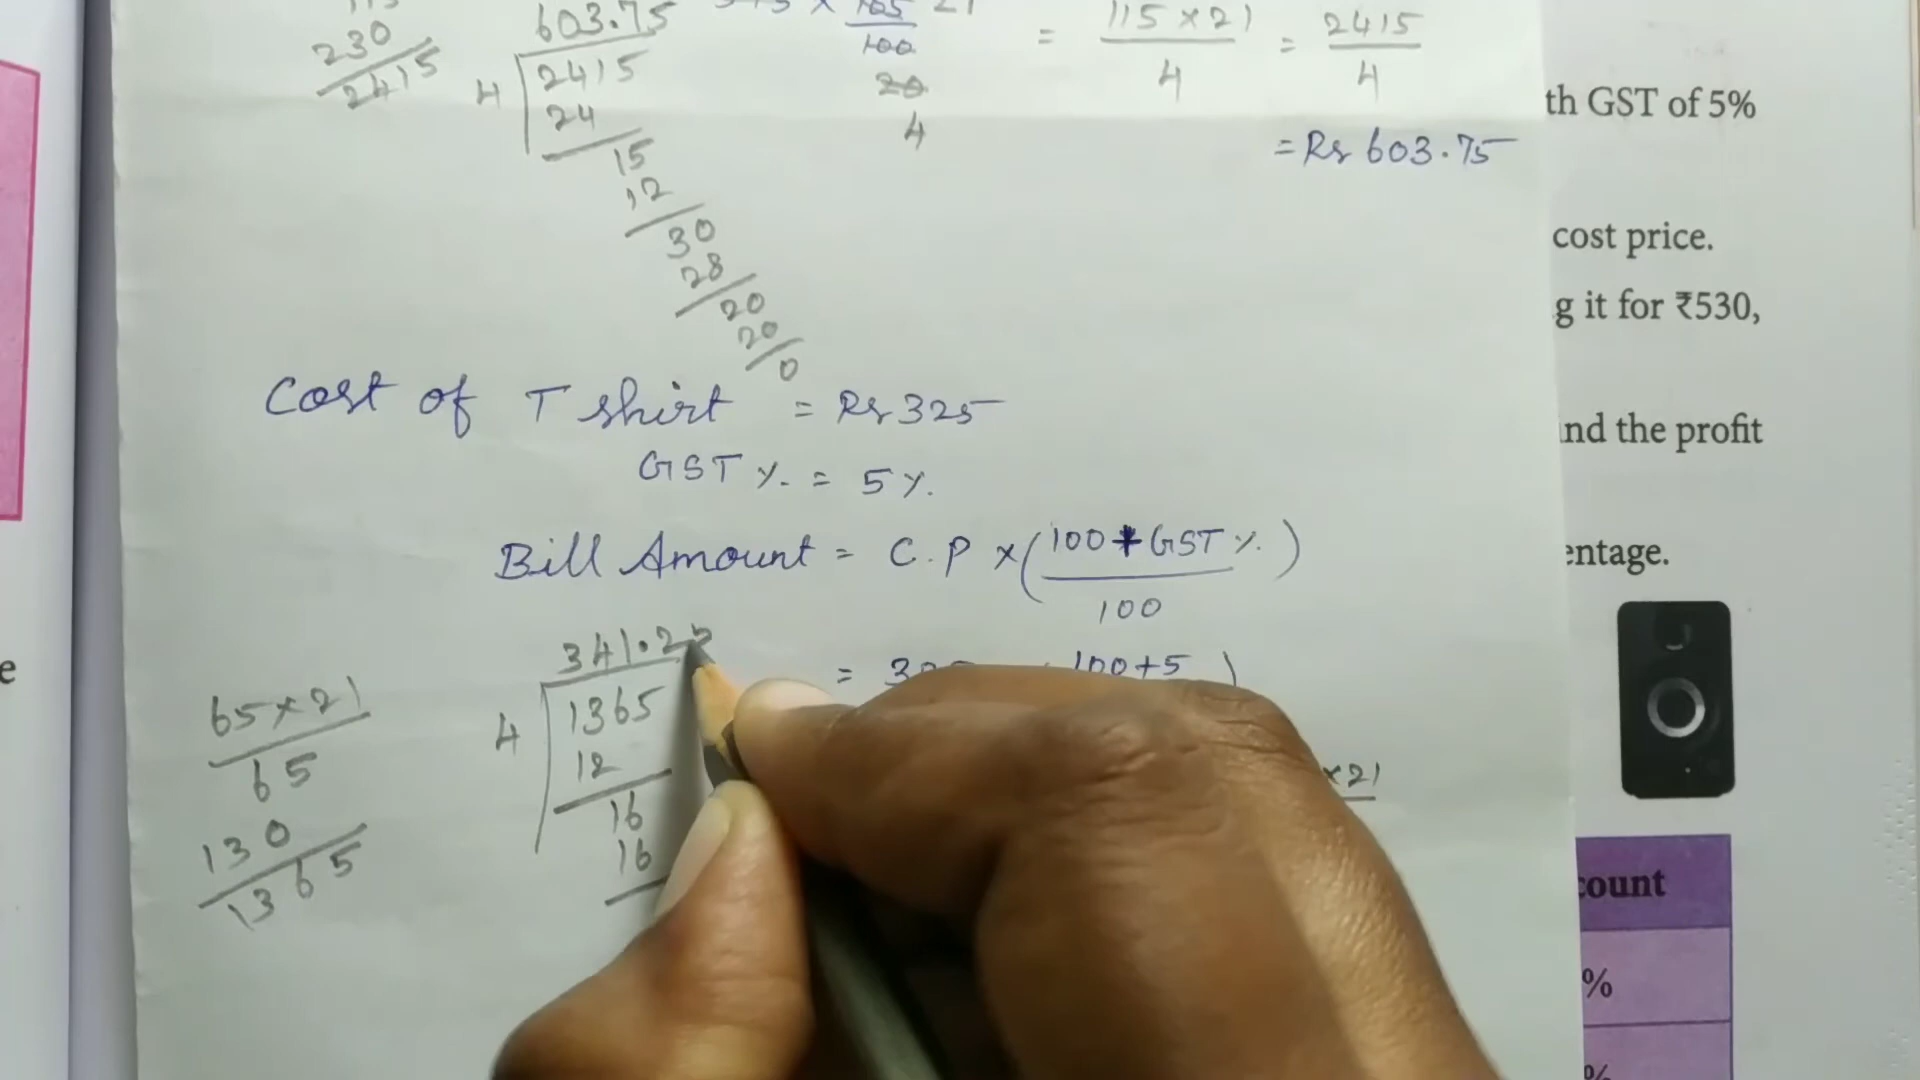 603.75
230
2415
4 2415
24
15
12
30
28
20
20
0
105
100
20
4
= 115 × 21 / 4 = 2415 / 4
= Rs 603.75
Cost of T shirt = Rs 325
GST %. = 5 %.
Bill Amount = C.P × (100 + GST %. / 100)
= 100+5
341.25
4 1365
12
16
16
65 × 21
65
130
1365
×21
th GST of 5%
cost price.
g it for ₹530,
nd the profit
entage.
count
%
%
e